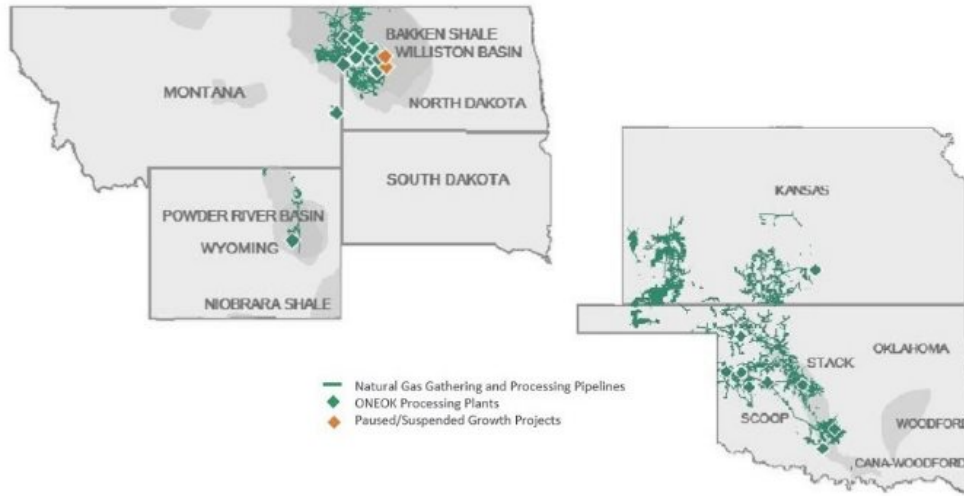 BAKKEN SHALE
WILLISTON BASIN
MONTANA
NORTH DAKOTA
SOUTH DAKOTA
POWDER RIVER BASIN
WYOMING
NIOBRARA SHALE
KANSAS
OKLAHOMA
STACK
SCOOP
WOODFORD
CANA-WOODFORD
Natural Gas Gathering and Processing Pipelines
ONEOK Processing Plants
Paused/Suspended Growth Projects